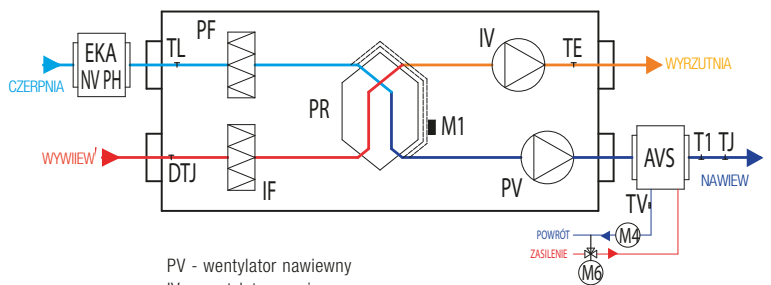 PF
IV
TE
EKA
NV PH
TL
CZERPNIA
WYRZUTNIA
PR
M1
WYWIIEW'
DTJ
IF
PV
AVS
T1 TJ
NAWIEW
TV
POWRÓT
M4
ZASILENIE
M6
PV - wentylator nawiewny